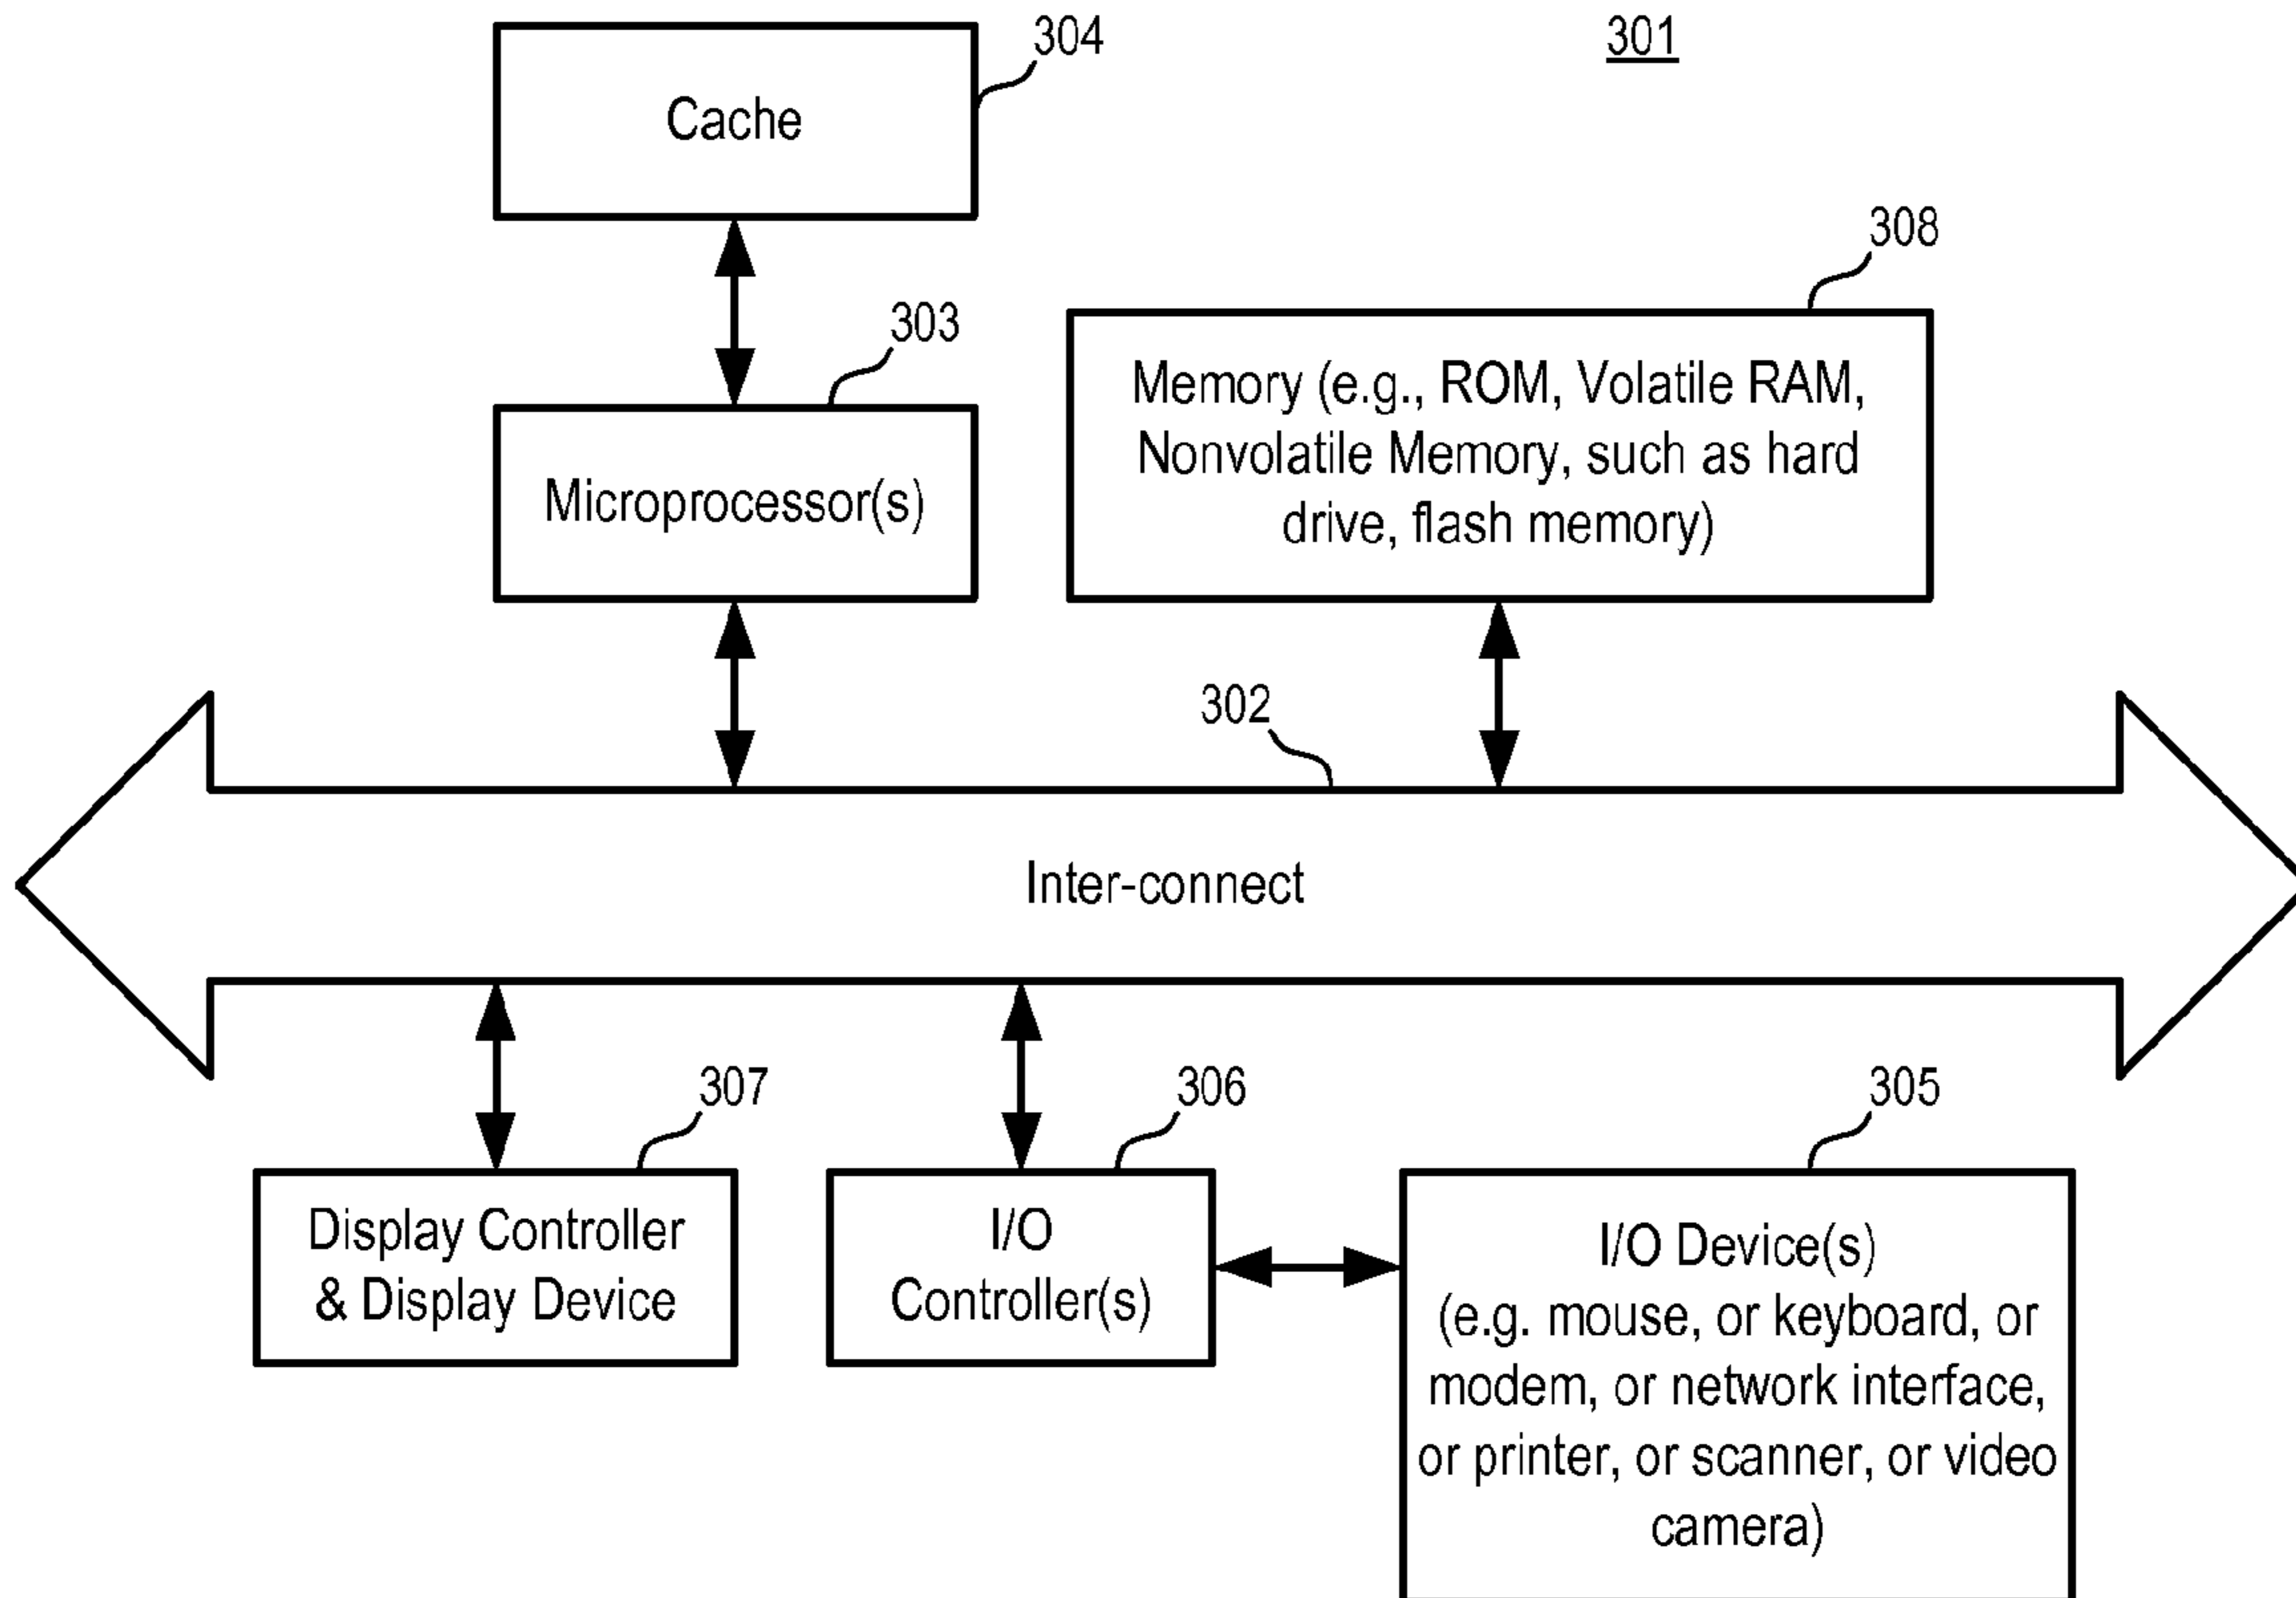 304
301
Cache
308
303
Memory (e.g., ROM, Volatile RAM,
Nonvolatile Memory, such as hard
drive, flash memory)
Microprocessor(s)
302
Inter-connect
307
306
305
Display Controller
& Display Device
I/O
Controller(s)
I/O Device(s)
(e.g. mouse, or keyboard, or
modem, or network interface,
or printer, or scanner, or video
camera)